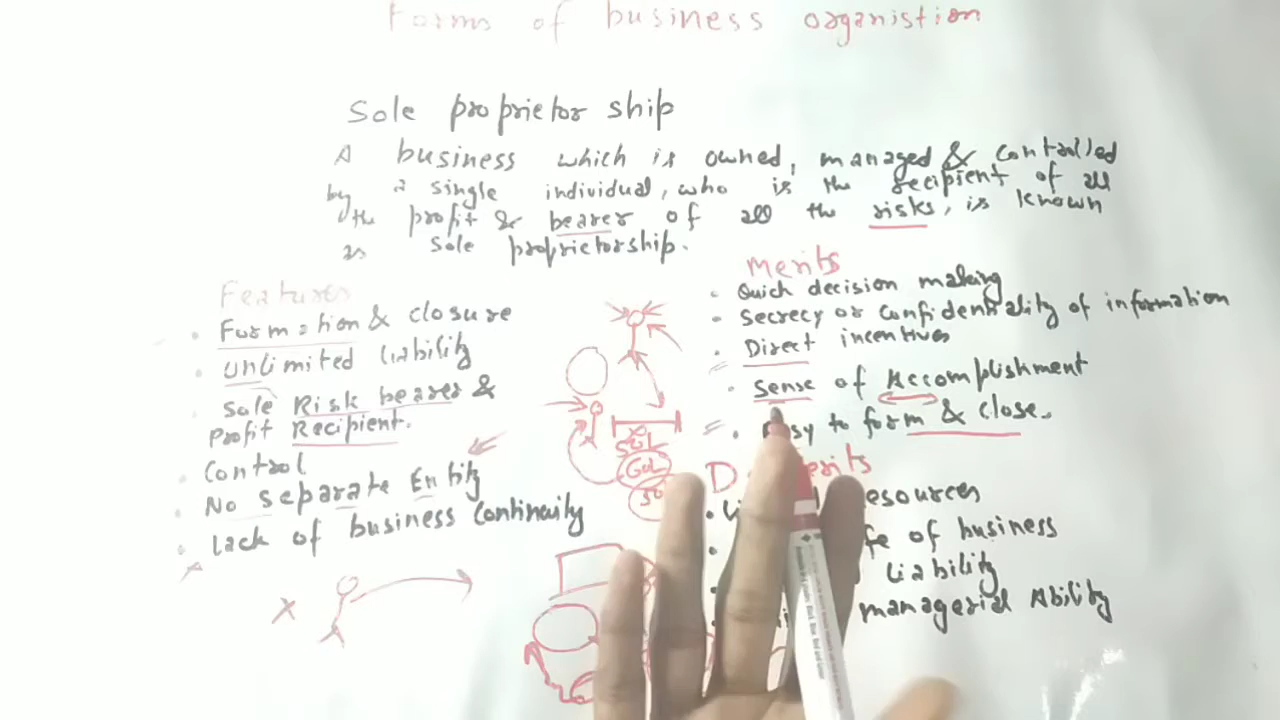 Forms of business organistion
Sole proprietor ship
A business which is owned, managed & controlled
by a single individual, who is the recipient of all
the profit & bearer of all the risks, is known
as sole proprietorship.
Features
Formation & closure
Unlimited liability
Sole Risk bearer &
Profit Recipient.
Control
No separate Entity
lack of business Continuity
Merits
Quick decision making
Secrecy or Confidentiality of information
Direct incentives
Sense of Accomplishment
to form & close.
of business
Liability
managerial Ability